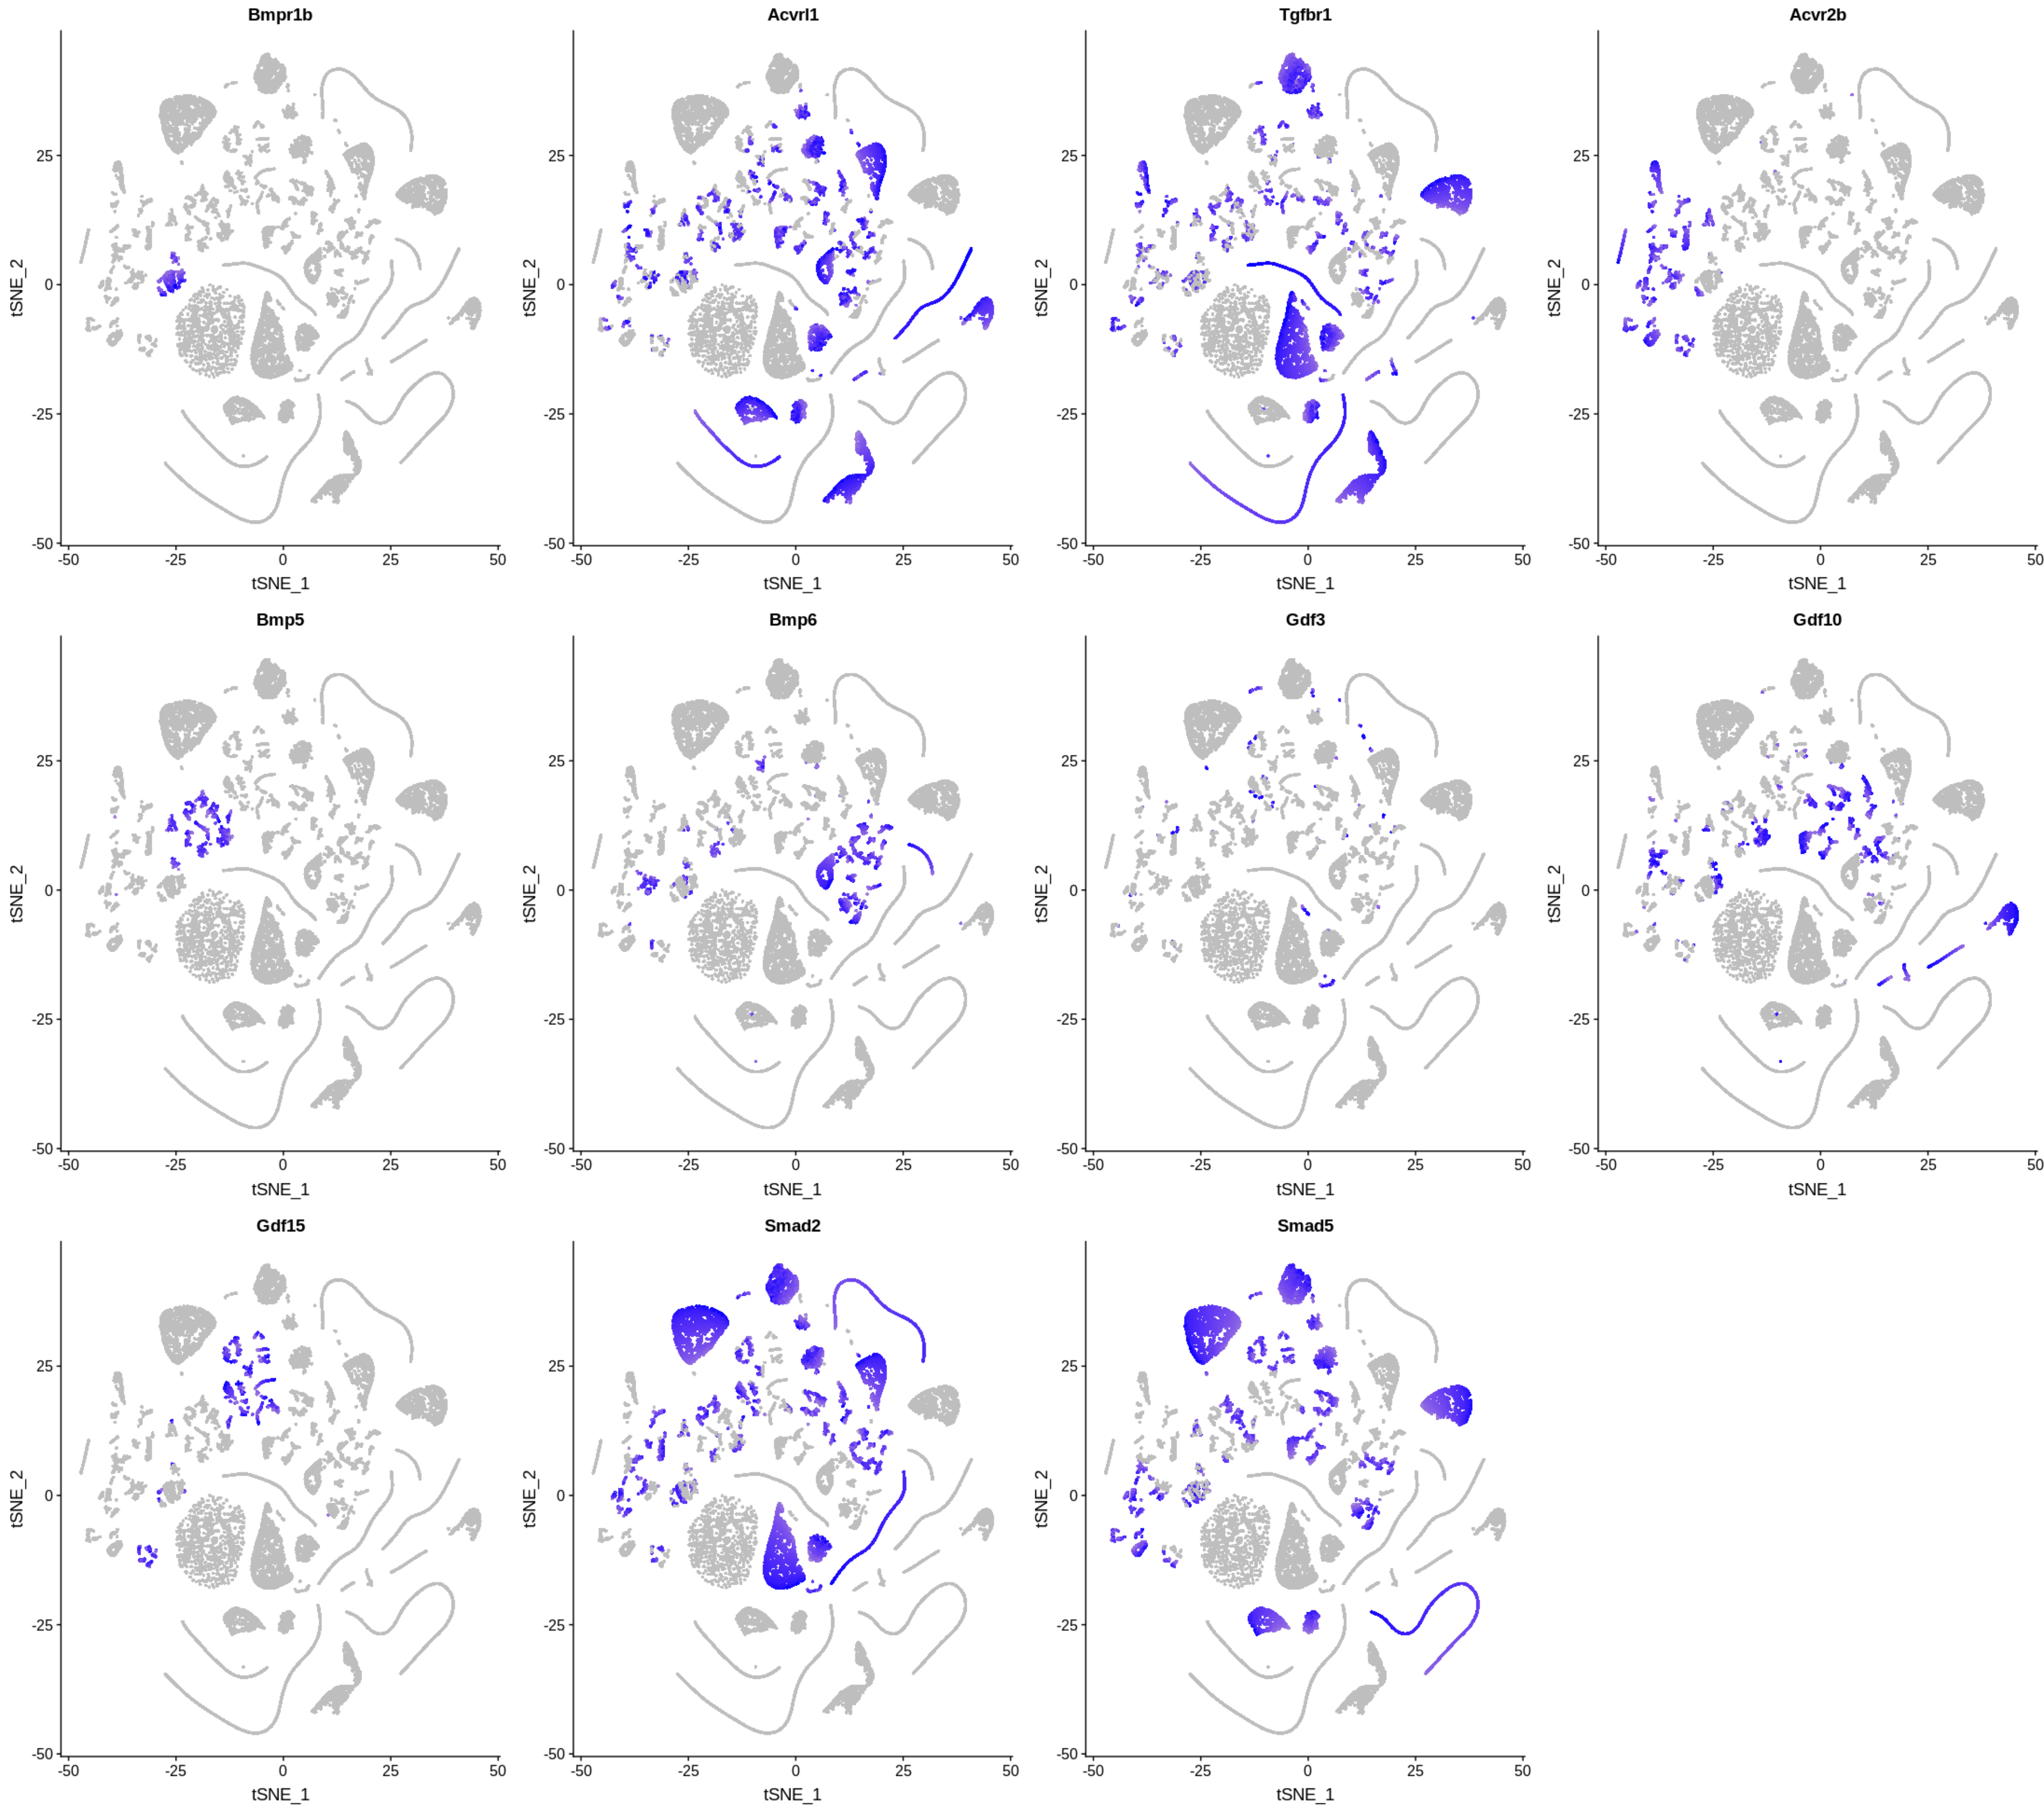 Bmpr1b Acvrl1 Tgfbr1 Acvr2b
25 25 25 25
0 0 0 0
-25 -25 -25 -25
-50 -50 -50 -50
-50 -25 0 25 50 -50 -25 0 25 50 -50 -25 0 25 50 -50 -25 0 25 50
tSNE_2 tSNE_2 tSNE_2 tSNE_2
tSNE_1 tSNE_1 tSNE_1 tSNE_1
Bmp5 Bmp6 Gdf3 Gdf10
25 25 25 25
0 0 0 0
-25 -25 -25 -25
-50 -50 -50 -50
-50 -25 0 25 50 -50 -25 0 25 50 -50 -25 0 25 50 -50 -25 0 25 50
tSNE_2 tSNE_2 tSNE_2 tSNE_2
tSNE_1 tSNE_1 tSNE_1 tSNE_1
Gdf15 Smad2 Smad5
25 25 25
0 0 0
-25 -25 -25
-50 -50 -50
-50 -25 0 25 50 -50 -25 0 25 50 -50 -25 0 25 50
tSNE_2 tSNE_2 tSNE_2
tSNE_1 tSNE_1 tSNE_1